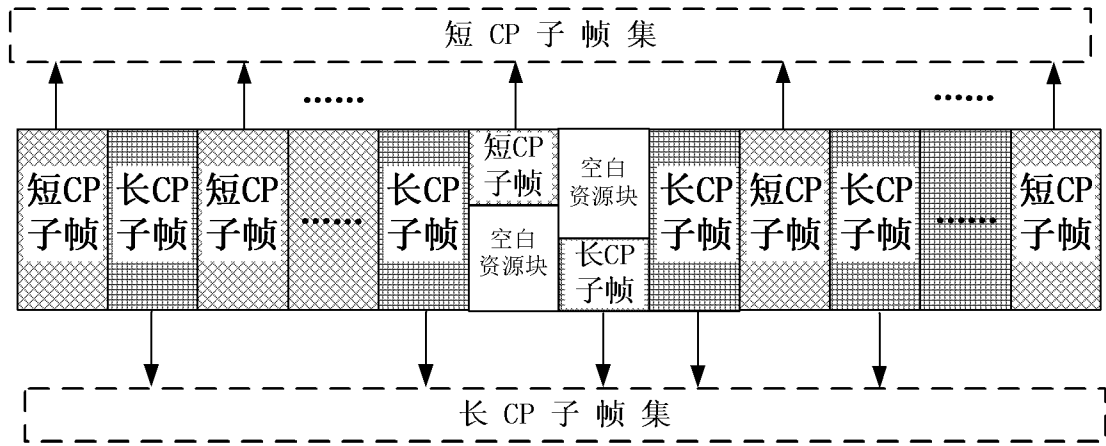 短 CP 子 帧 集
······ ······
短CP
子帧
长CP
子帧
短CP
子帧
······
长CP
子帧
短CP
子帧
空白
资源块
空白
资源块
长CP
子帧
长CP
子帧
短CP
子帧
长CP
子帧
······
短CP
子帧
长 CP 子 帧 集